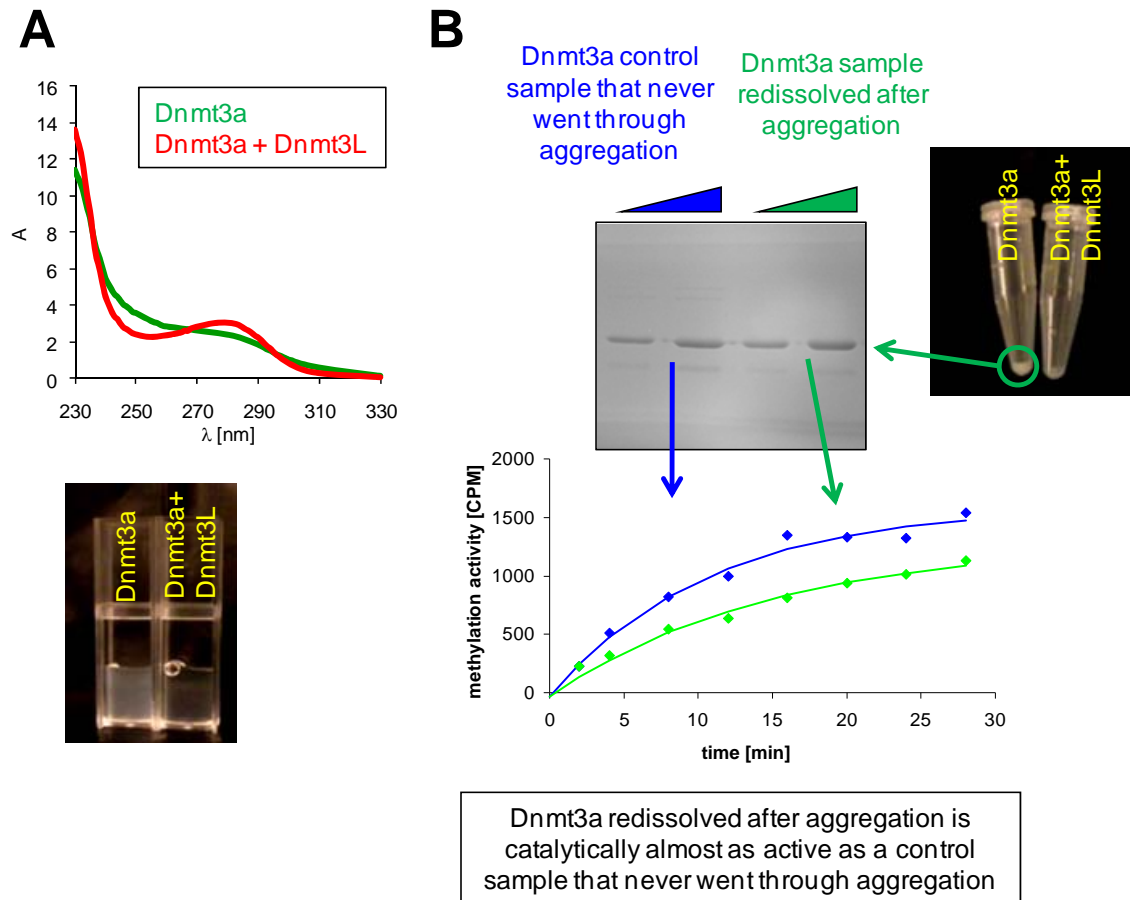 A
16
14
12
10
8
6
4
2
0
A
230 250 270 290 310 330
λ [nm]
Dnmt3a
Dnmt3a + Dnmt3L
Dnmt3a
Dnmt3a+
Dnmt3L
B
Dnmt3a control
sample that never
went through
aggregation
Dnmt3a sample
redissolved after
aggregation
Dnmt3a
Dnmt3a+
Dnmt3L
2000
1500
1000
500
0
methylation activity [CPM]
0 5 10 15 20 25 30
time [min]
Dnmt3a redissolved after aggregation is
catalytically almost as active as a control
sample that never went through aggregation